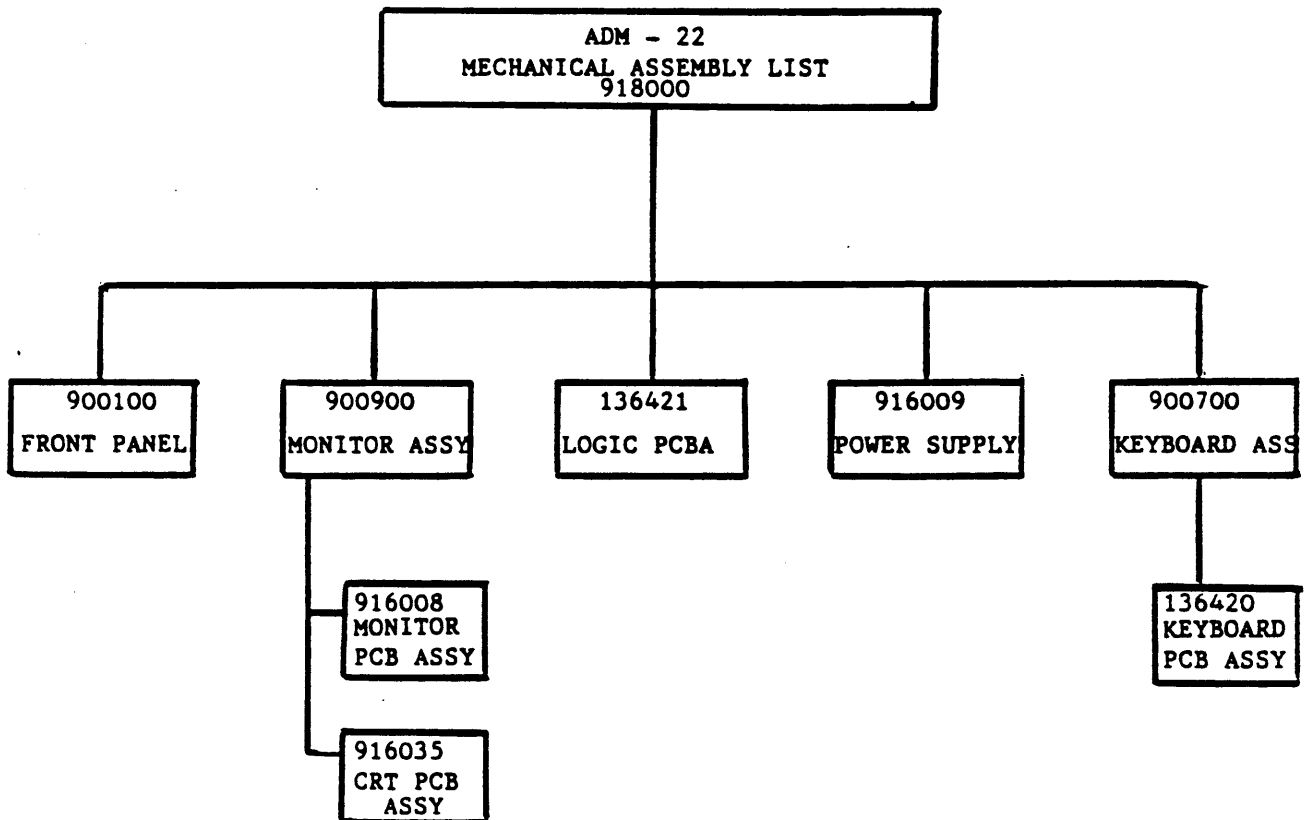 ADM - 22
MECHANICAL ASSEMBLY LIST
918000
900100
FRONT PANEL
900900
MONITOR ASSY
136421
LOGIC PCBA
916009
POWER SUPPLY
900700
KEYBOARD ASS
916008
MONITOR
PCB ASSY
136420
KEYBOARD
PCB ASSY
916035
CRT PCB
ASSY